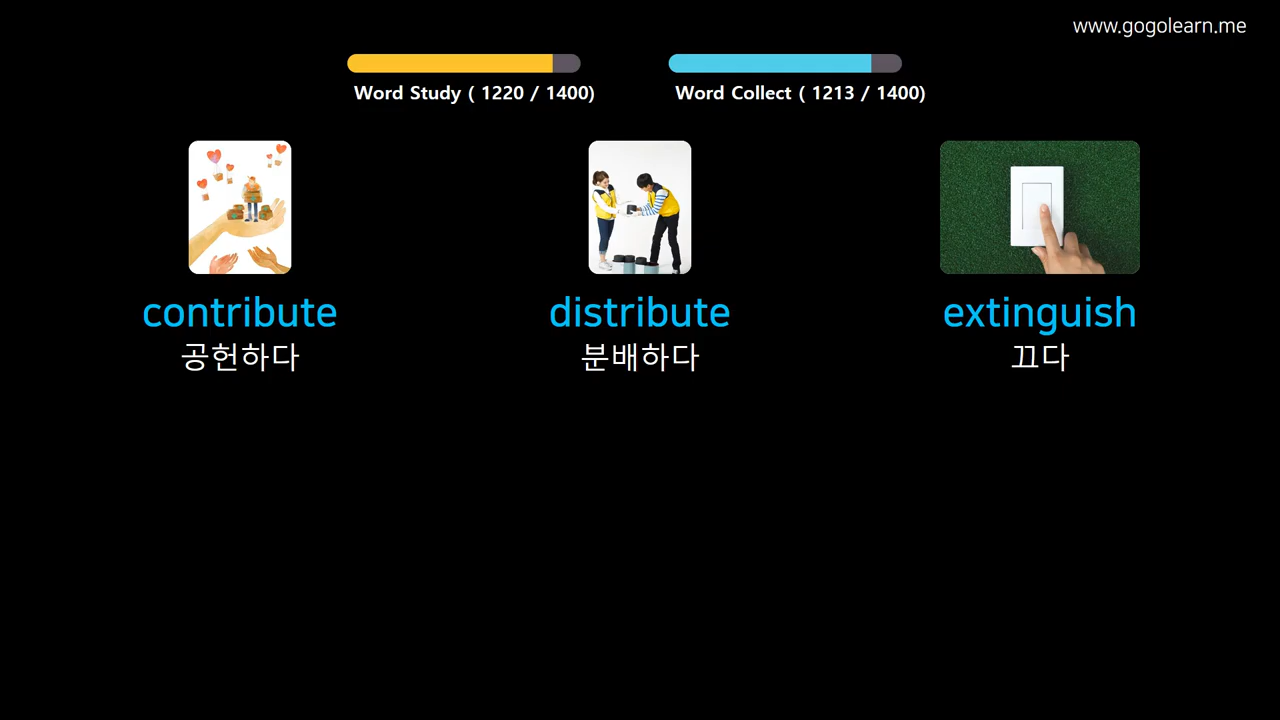 www.gogolearn.me
Word Study ( 1220 / 1400)
Word Collect ( 1213 / 1400)
contribute
공헌하다
distribute
분배하다
extinguish
끄다